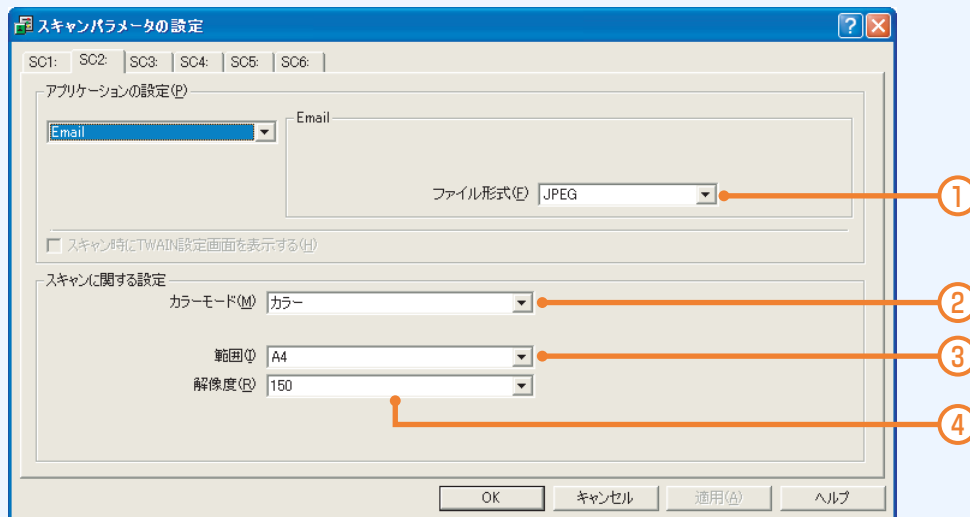 スキャンパラメータの設定
SC1: SC2: SC3: SC4: SC5: SC6:
アプリケーションの設定(P)
Email
Email
ファイル形式(F) JPEG
①
スキャン時にTWAIN設定画面を表示する(H)
スキャンに関する設定
カラーモード(M) カラー
②
範囲(I) A4
③
解像度(R) 150
④
OK キャンセル 適用(A) ヘルプ